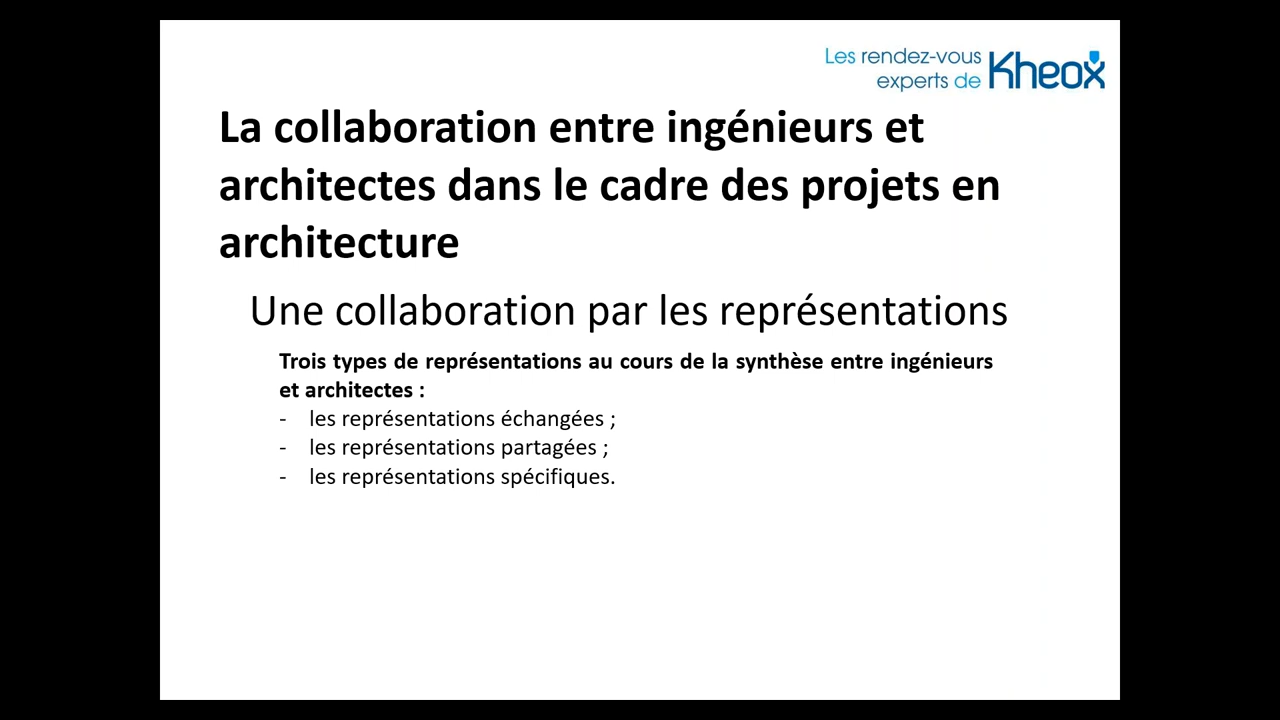 Les rendez-vous
experts de Kheox
La collaboration entre ingénieurs et
architectes dans le cadre des projets en
architecture
Une collaboration par les représentations
Trois types de représentations au cours de la synthèse entre ingénieurs
et architectes :
- les représentations échangées ;
- les représentations partagées ;
- les représentations spécifiques.